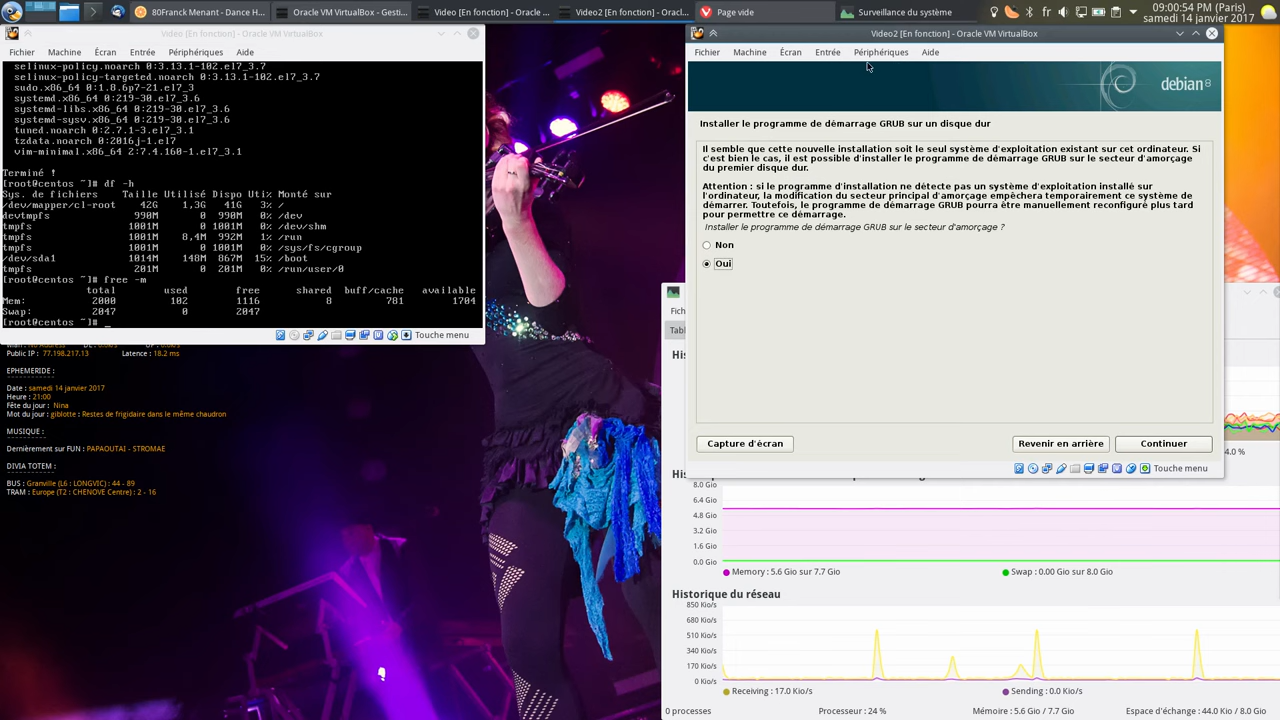 80Franck Menant - Dance H...
Oracle VM VirtualBox - Gesti...
Video [En fonction] - Oracle ...
Video2 [En fonction] - Oracl...
Page vide
Surveillance du système
09:00:54 PM (Paris)
samedi 14 janvier 2017
Video [En fonction] - Oracle VM VirtualBox
Fichier Machine Écran Entrée Périphériques Aide
selinux-policy.noarch 0:3.13.1-102.el7_3.7
selinux-policy-targeted.noarch 0:3.13.1-102.el7_3.7
sudo.x86_64 0:1.8.6p7-21.el7_3
systemd.x86_64 0:219-30.el7_3.6
systemd-libs.x86_64 0:219-30.el7_3.6
systemd-sysv.x86_64 0:219-30.el7_3.6
tuned.noarch 0:2.7.1-3.el7_3.1
tzdata.noarch 0:2016j-1.el7
vim-minimal.x86_64 2:7.4.160-1.el7_3.1
Terminé !
[root@centos ~]# df -h
Sys. de fichiers Taille Utilisé Dispo Uti% Monté sur
/dev/mapper/cl-root 42G 1,3G 41G 3% /
devtmpfs 990M 0 990M 0% /dev
tmpfs 1001M 0 1001M 0% /dev/shm
tmpfs 1001M 8,4M 992M 1% /run
tmpfs 1001M 0 1001M 0% /sys/fs/cgroup
/dev/sda1 1014M 148M 867M 15% /boot
tmpfs 201M 0 201M 0% /run/user/0
[root@centos ~]# free -m
total used free shared buff/cache available
Mem: 2000 102 1116 8 781 1704
Swap: 2047 0 2047
[root@centos ~]# _
Touche menu
Public IP : 77.198.217.13 Latence : 18.2 ms
EPHEMERIDE :
Date : samedi 14 janvier 2017
Heure : 21:00
Fête du jour : Nina
Mot du jour : giblotte : Restes de frigidaire dans le même chaudron
MUSIQUE :
Dernièrement sur FUN : PAPAOUTAI - STROMAE
DIVIA TOTEM :
BUS : Granville (L6 : LONGVIC) : 44 - 89
TRAM : Europe (T2 : CHENOVE Centre) : 2 - 16
Video2 [En fonction] - Oracle VM VirtualBox
Fichier Machine Écran Entrée Périphériques Aide
debian 8
Installer le programme de démarrage GRUB sur un disque dur
Il semble que cette nouvelle installation soit le seul système d'exploitation existant sur cet ordinateur. Si
c'est bien le cas, il est possible d'installer le programme de démarrage GRUB sur le secteur d'amorçage
du premier disque dur.
Attention : si le programme d'installation ne détecte pas un système d'exploitation installé sur
l'ordinateur, la modification du secteur principal d'amorçage empêchera temporairement ce système de
démarrer. Toutefois, le programme de démarrage GRUB pourra être manuellement reconfiguré plus tard
pour permettre ce démarrage.
Installer le programme de démarrage GRUB sur le secteur d'amorçage ?
Non
Oui
Capture d'écran
Revenir en arrière
Continuer
Touche menu
Fich
Tabl
His
4.0 %
His
8.0 Gio
6.4 Gio
4.8 Gio
3.2 Gio
1.6 Gio
0.0 Gio
Memory : 5.6 Gio sur 7.7 Gio
Swap : 0.00 Gio sur 8.0 Gio
Historique du réseau
850 Kio/s
680 Kio/s
510 Kio/s
340 Kio/s
170 Kio/s
0 Kio/s
Receiving : 17.0 Kio/s
Sending : 0.0 Kio/s
0 processes
Processeur : 24 %
Mémoire : 5.6 Gio / 7.7 Gio
Espace d'échange : 44.0 Kio / 8.0 Gio